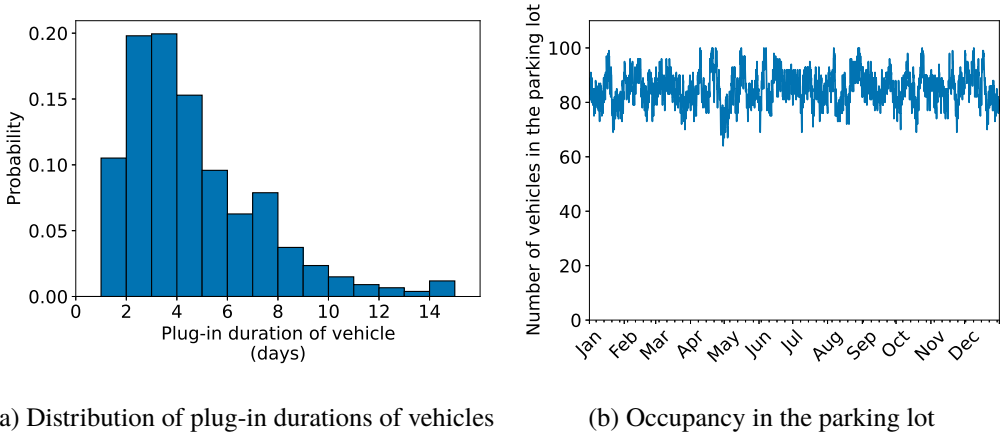 0.20
0.15
0.10
0.05
0.00
Probability
0 2 4 6 8 10 12 14
Plug-in duration of vehicle
(days)
a) Distribution of plug-in durations of vehicles
100
80
60
40
20
0
Number of vehicles in the parking lot
Jan Feb Mar Apr May Jun Jul Aug Sep Oct Nov Dec
(b) Occupancy in the parking lot